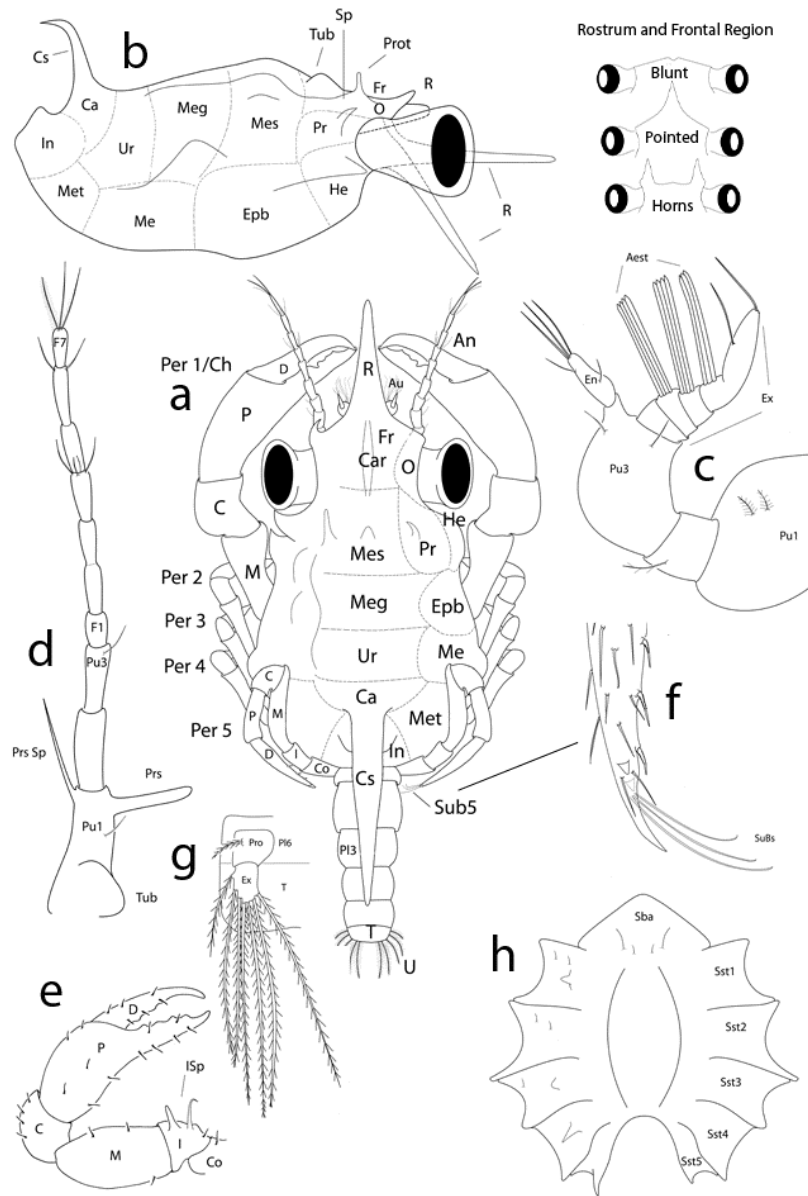 Sp
Tub
Prot
Rostrum and Frontal Region
Cs
b
Fr
R
Blunt
Ca
Meg
O
Mes
Pr
In
Ur
Pointed
Met
He
Me
Epb
R
Horns
Aest
F7
An
Per 1/Ch
D
R
En
Ex
a
Au
P
Fr
Pu3
c
Car
O
C
He
Pu1
Mes
Pr
M
Per 2
Meg
Epb
F1
Per 3
d
Pu3
Ur
Me
f
Per 4
C
Ca
P
M
Met
Per 5
Prs Sp
Prs
D
I
In
Co
Cs
Pu1
Sub5
SuBs
g
Pro
Pl6
Pl3
Ex
T
Tub
Sba
T
h
U
Sst1
e
D
Sst2
P
ISp
Sst3
C
I
Sst4
M
Co
Sst5